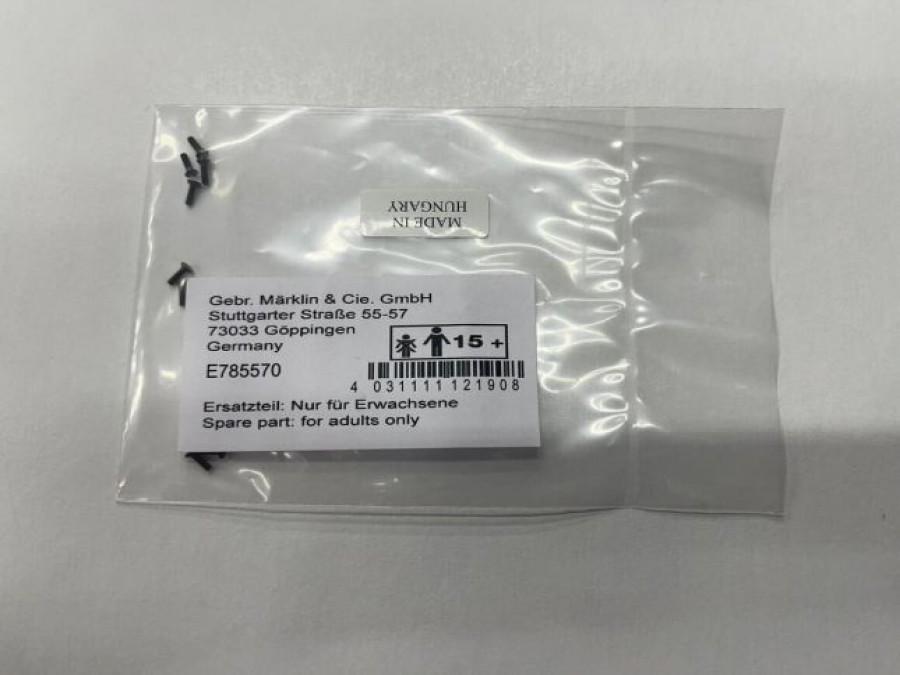 MADE IN
HUNGARY
Gebr. Märklin & Cie. GmbH
Stuttgarter Straße 55-57
73033 Göppingen
Germany
15 +
E785570
4 031111 121908
Ersatzteil: Nur für Erwachsene
Spare part: for adults only